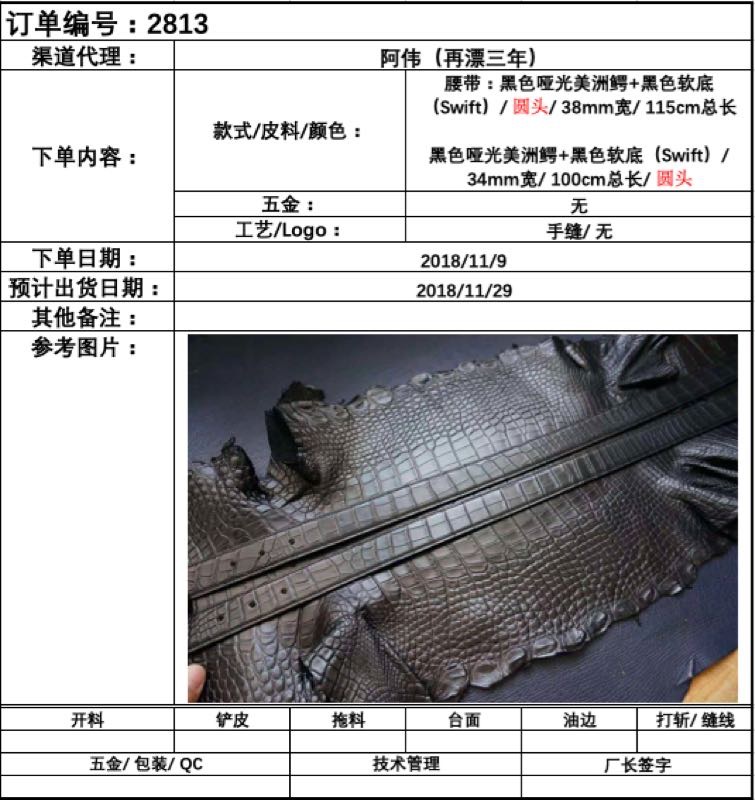 订单编号：2813
渠道代理：
阿伟（再漂三年）
下单内容：
款式/皮料/颜色：
腰带：黑色哑光美洲鳄+黑色软底
（Swift）/ 圆头/ 38mm宽/ 115cm总长
黑色哑光美洲鳄+黑色软底（Swift）/
34mm宽/ 100cm总长/ 圆头
五金：
无
工艺/Logo：
手缝/ 无
下单日期：
2018/11/9
预计出货日期：
2018/11/29
其他备注：
参考图片：
开料
铲皮
拖料
台面
油边
打斩/ 缝线
五金/ 包装/ QC
技术管理
厂长签字